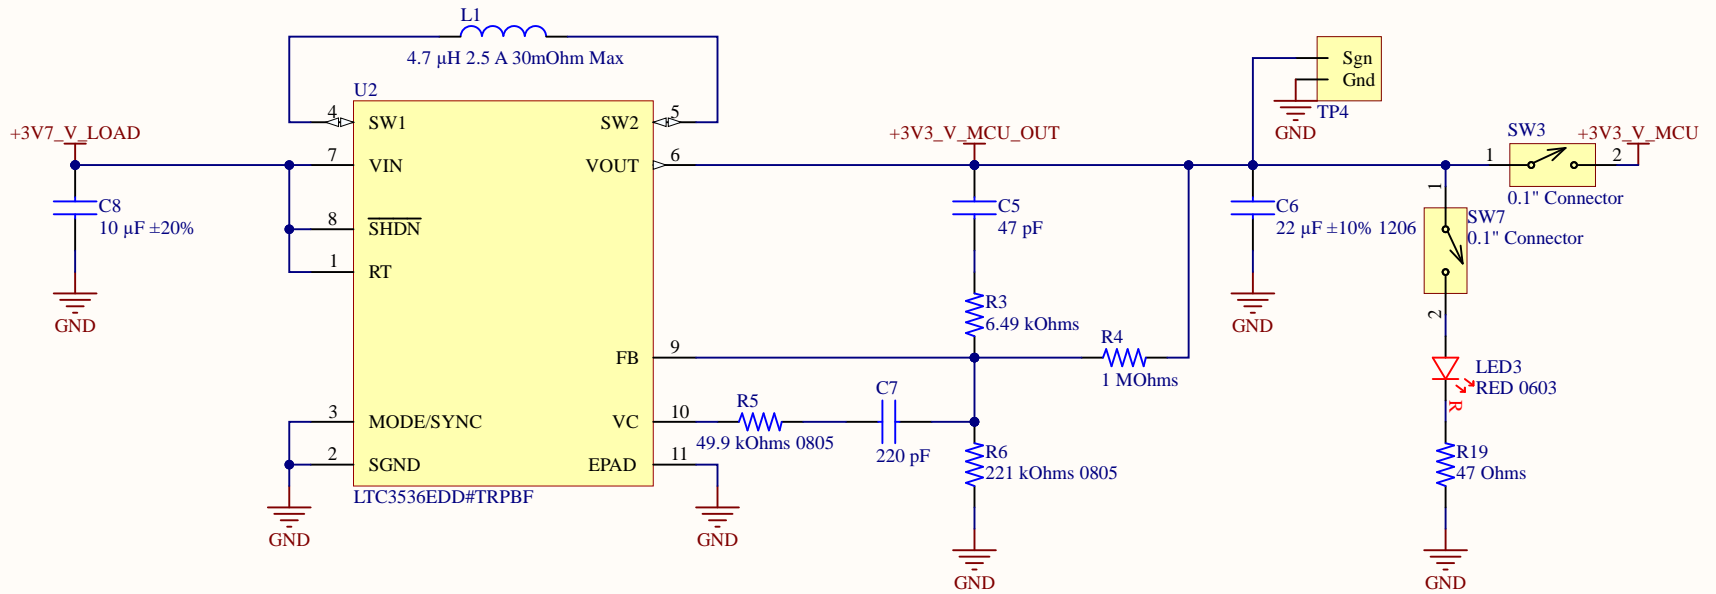 L1
4.7 µH 2.5 A 30mOhm Max
U2
4
SW1
SW2
5
+3V7_V_LOAD
7
VIN
VOUT
6
+3V3_V_MCU_OUT
Sgn
Gnd
TP4
GND
SW3
+3V3_V_MCU
1
2
0.1" Connector
C8
10 µF ±20%
GND
8
SHDN
1
RT
C5
47 pF
C6
22 µF ±10% 1206
GND
1
SW7
0.1" Connector
2
R3
6.49 kOhms
FB
9
R4
1 MOhms
LED3
RED 0603
R
3
MODE/SYNC
VC
10
R5
49.9 kOhms 0805
C7
220 pF
2
SGND
EPAD
11
R6
221 kOhms 0805
R19
47 Ohms
LTC3536EDD#TRPBF
GND
GND
GND
GND